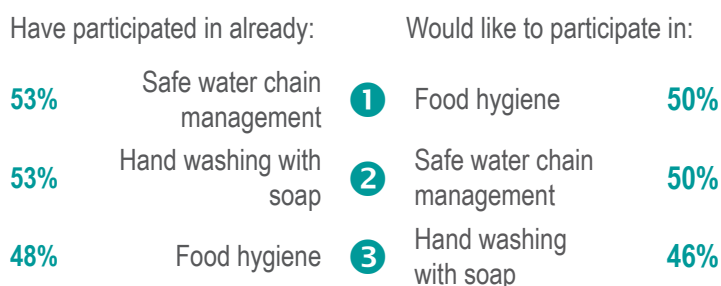 Have participated in already: Would like to participate in:
53% Safe water chain management 1 Food hygiene 50%
53% Hand washing with soap 2 Safe water chain management 50%
48% Food hygiene 3 Hand washing with soap 46%